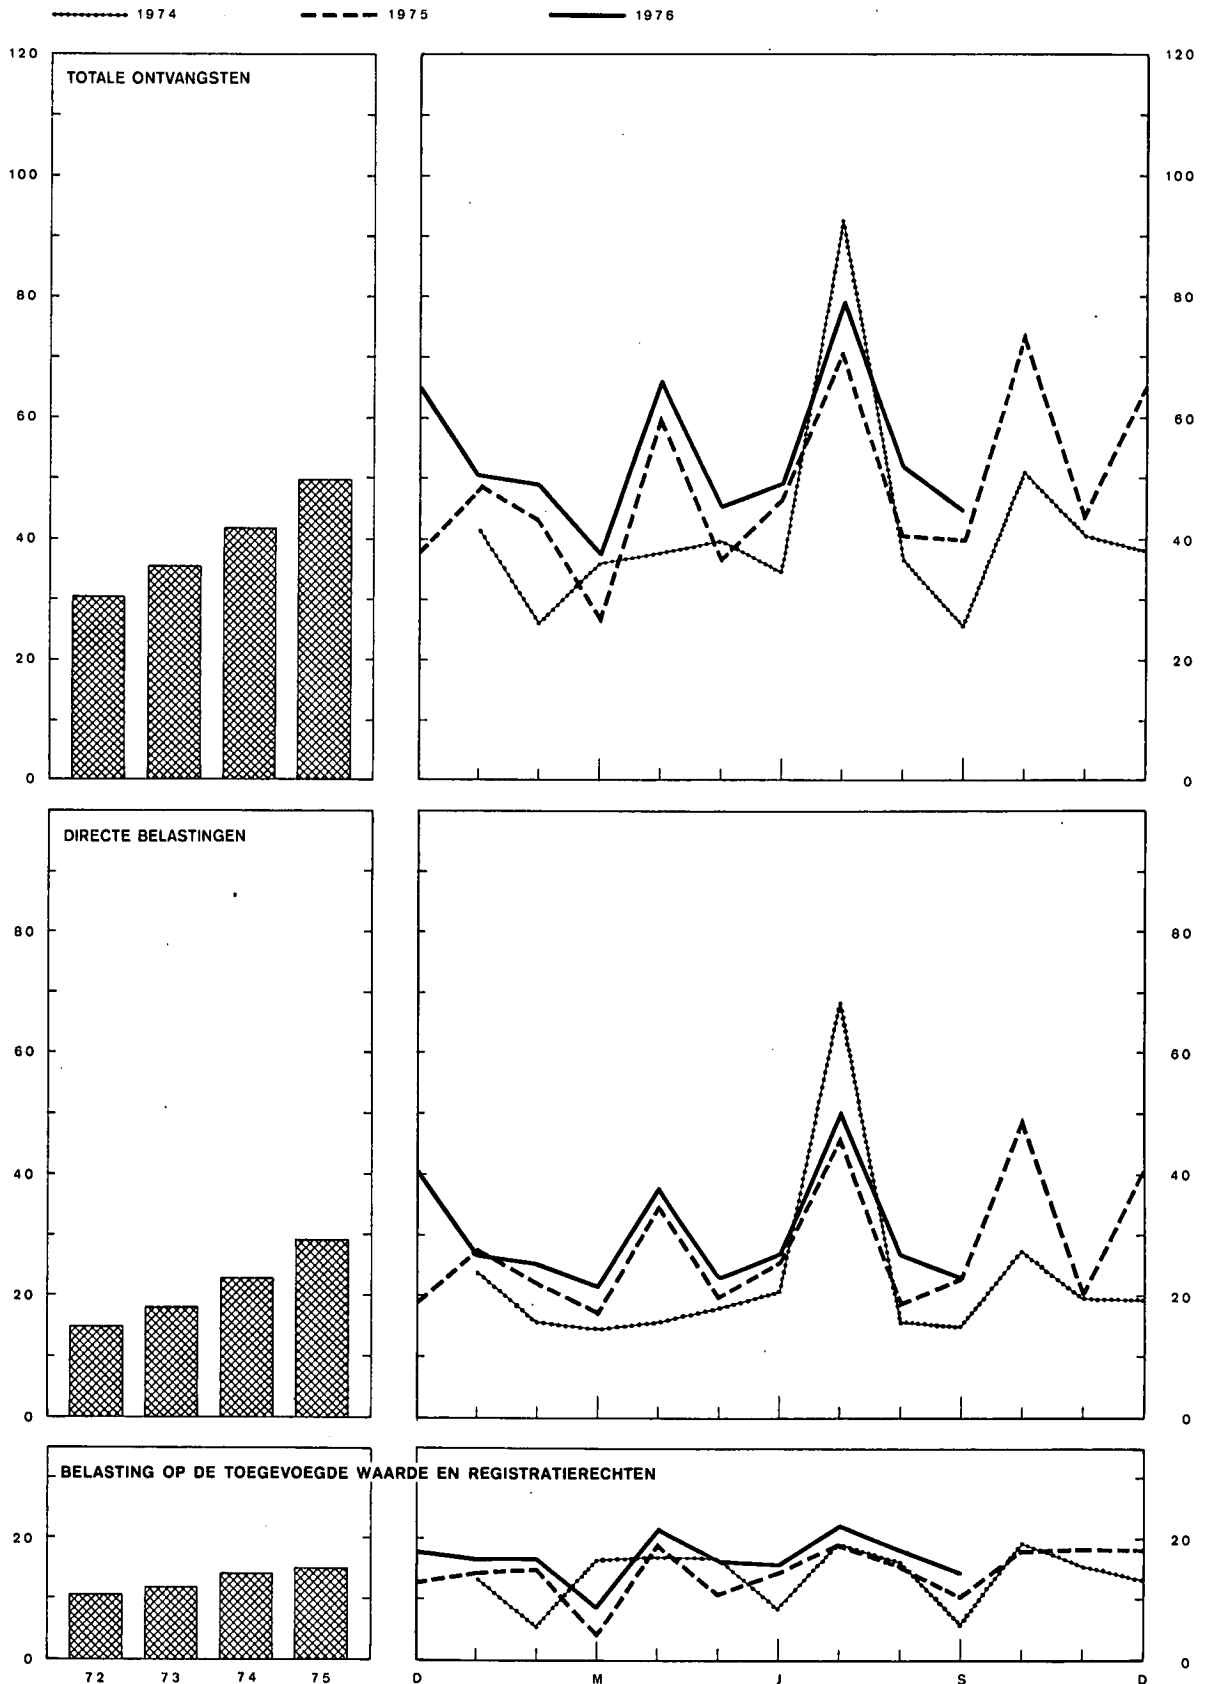 1974 1975 1976
120 120
TOTALE ONTVANGSTEN
100 100
80 80
60 60
40 40
20 20
0 0
DIRECTE BELASTINGEN
80 80
60 60
40 40
20 20
0 0
BELASTING OP DE TOEGEVOEGDE WAARDE EN REGISTRATIERECHTEN
20 20
0 0
72 73 74 75 D M J S D